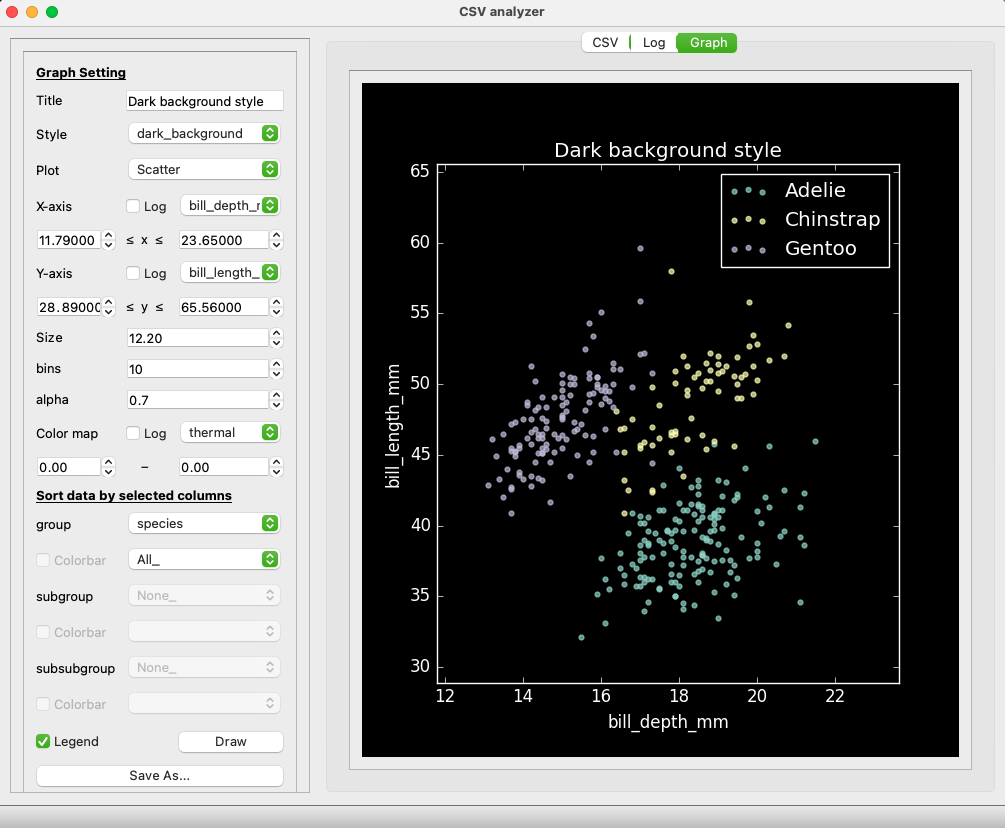 CSV analyzer
Graph Setting
Title Dark background style
Style dark_background
Plot Scatter
X-axis Log bill_depth_r
11.79000 ≤ x ≤ 23.65000
Y-axis Log bill_length_
28.89000 ≤ y ≤ 65.56000
Size 12.20
bins 10
alpha 0.7
Color map Log thermal
0.00 – 0.00
Sort data by selected columns
group species
Colorbar All_
subgroup None_
Colorbar
subsubgroup None_
Colorbar
Legend Draw
Save As...
CSV Log Graph
Dark background style
Adelie
Chinstrap
Gentoo
bill_length_mm
65
60
55
50
45
40
35
30
12 14 16 18 20 22
bill_depth_mm